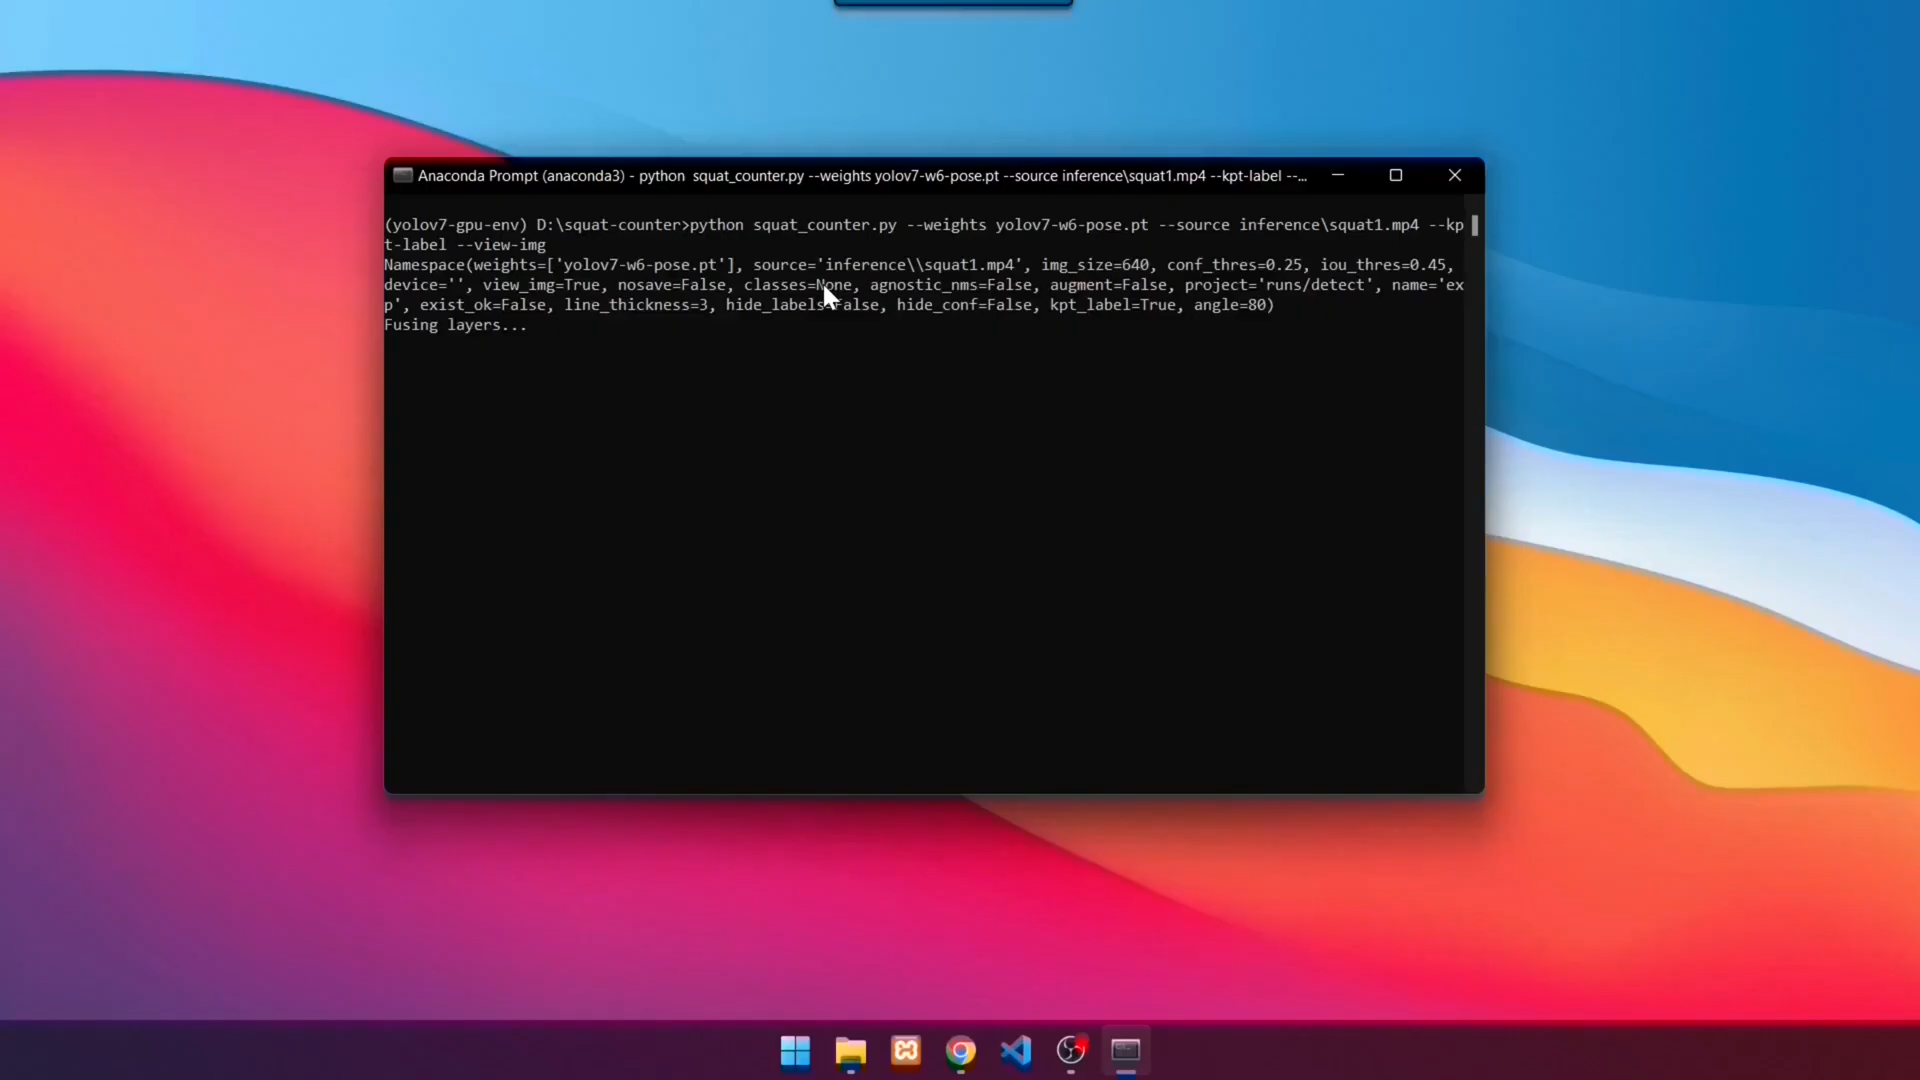 Anaconda Prompt (anaconda3) - python  squat_counter.py --weights yolov7-w6-pose.pt --source inference\squat1.mp4 --kpt-label --...
(yolov7-gpu-env) D:\squat-counter>python squat_counter.py --weights yolov7-w6-pose.pt --source inference\squat1.mp4 --kp
t-label --view-img
Namespace(weights=['yolov7-w6-pose.pt'], source='inference\\squat1.mp4', img_size=640, conf_thres=0.25, iou_thres=0.45,
device='', view_img=True, nosave=False, classes=None, agnostic_nms=False, augment=False, project='runs/detect', name='ex
p', exist_ok=False, line_thickness=3, hide_labels=False, hide_conf=False, kpt_label=True, angle=80)
Fusing layers...